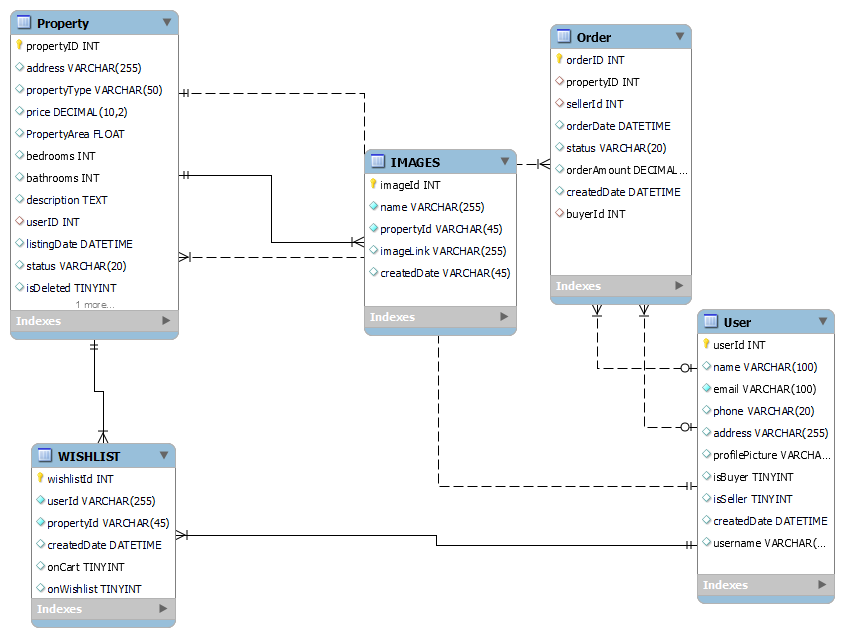 Property
propertyID INT
address VARCHAR(255)
propertyType VARCHAR(50)
price DECIMAL(10,2)
PropertyArea FLOAT
bedrooms INT
bathrooms INT
description TEXT
userID INT
listingDate DATETIME
status VARCHAR(20)
isDeleted TINYINT
1 more...
Indexes
IMAGES
imageId INT
name VARCHAR(255)
propertyId VARCHAR(45)
imageLink VARCHAR(255)
createdDate VARCHAR(45)
Indexes
Order
orderID INT
propertyID INT
sellerId INT
orderDate DATETIME
status VARCHAR(20)
orderAmount DECIMAL...
createdDate DATETIME
buyerId INT
Indexes
User
userId INT
name VARCHAR(100)
email VARCHAR(100)
phone VARCHAR(20)
address VARCHAR(255)
profilePicture VARCHA...
isBuyer TINYINT
isSeller TINYINT
createdDate DATETIME
username VARCHAR(...
Indexes
WISHLIST
wishlistId INT
userId VARCHAR(255)
propertyId VARCHAR(45)
createdDate DATETIME
onCart TINYINT
onWishlist TINYINT
Indexes